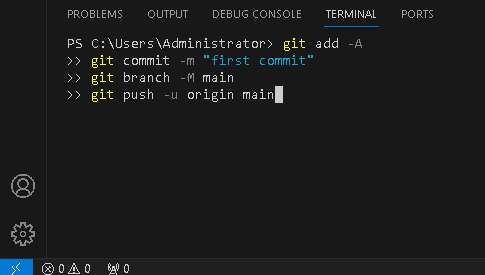 PROBLEMS OUTPUT DEBUG CONSOLE TERMINAL PORTS
PS C:\Users\Administrator> git add -A
>> git commit -m "first commit"
>> git branch -M main
>> git push -u origin main
0 0 0